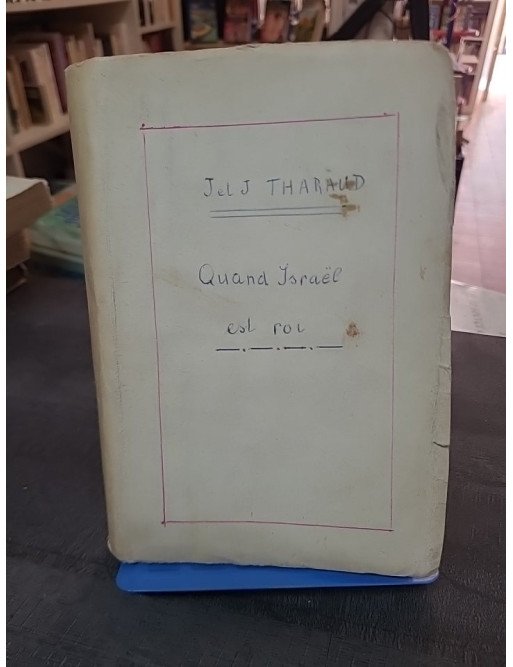 J et J THARAUD
Quand Israël
est roi